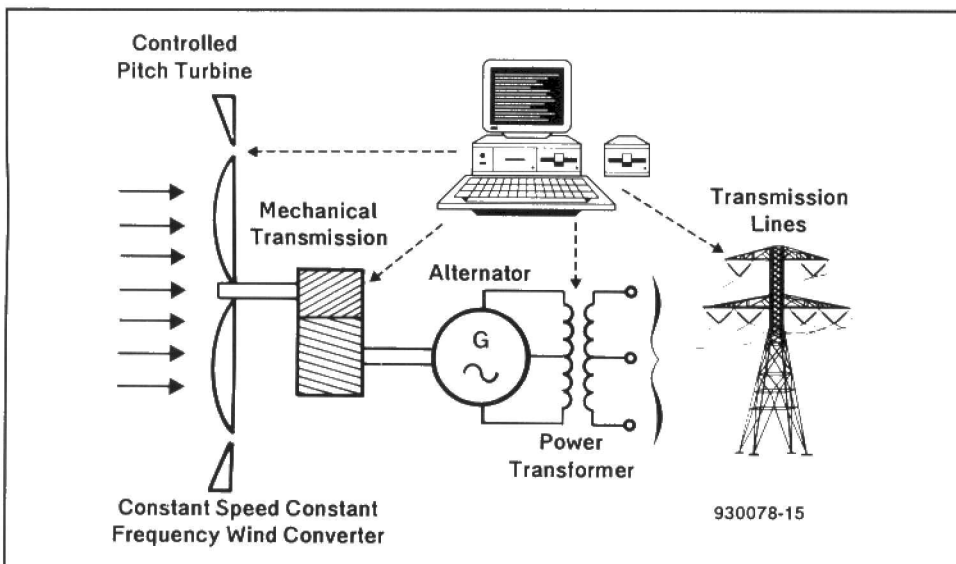 Controlled
Pitch Turbine
Mechanical
Transmission
Alternator
G
Power
Transformer
Transmission
Lines
Constant Speed Constant
Frequency Wind Converter
930078-15